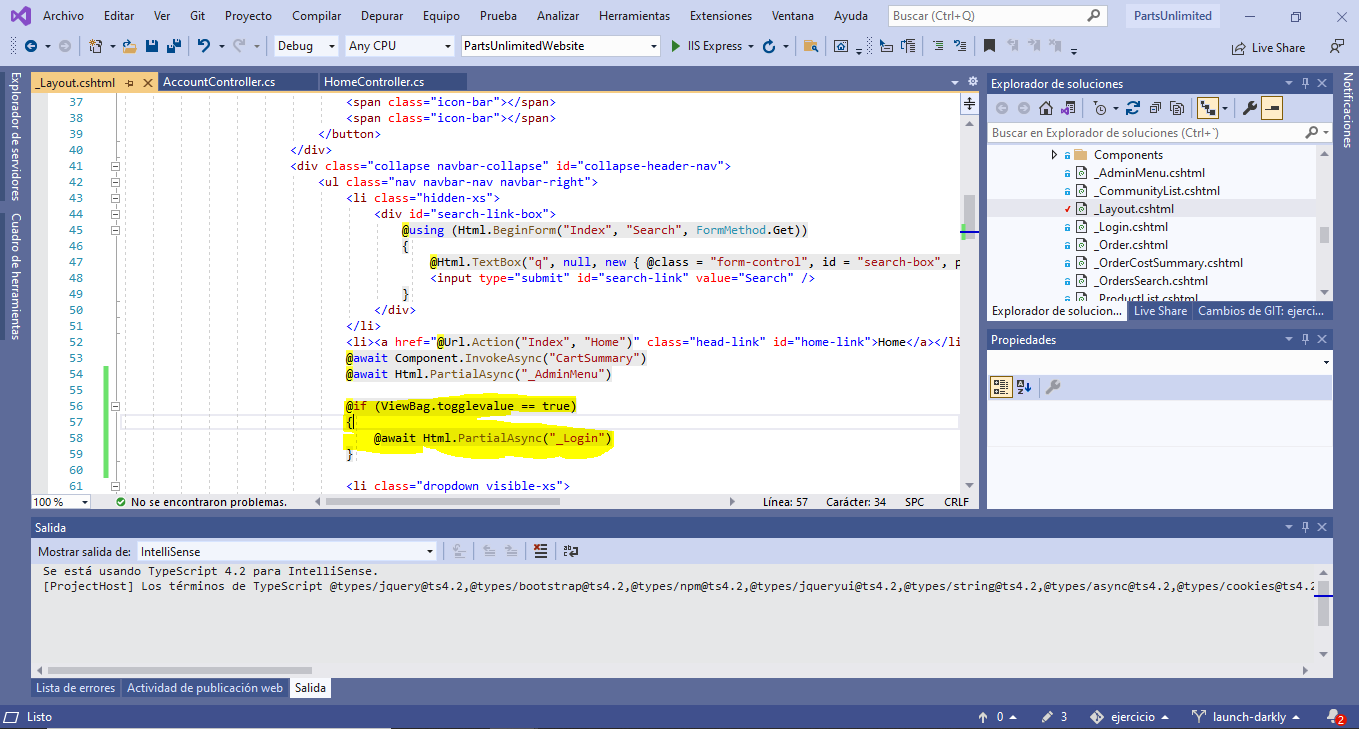 Archivo Editar Ver Git Proyecto Compilar Depurar Equipo Prueba Analizar Herramientas Extensiones Ventana Ayuda Buscar (Ctrl+Q) PartsUnlimited
Debug Any CPU PartsUnlimitedWebsite IIS Express Live Share
Explorador de servidores
Cuadro de herramientas
_Layout.cshtml AccountController.cs HomeController.cs
37 <span class="icon-bar"></span>
38 <span class="icon-bar"></span>
39 </button>
40 </div>
41 <div class="collapse navbar-collapse" id="collapse-header-nav">
42 <ul class="nav navbar-nav navbar-right">
43 <li class="hidden-xs">
44 <div id="search-link-box">
45 @using (Html.BeginForm("Index", "Search", FormMethod.Get))
46 {
47 @Html.TextBox("q", null, new { @class = "form-control", id = "search-box", p
48 <input type="submit" id="search-link" value="Search" />
49 }
50 </div>
51 </li>
52 <li><a href="@Url.Action("Index", "Home")" class="head-link" id="home-link">Home</a></li
53 @await Component.InvokeAsync("CartSummary")
54 @await Html.PartialAsync("_AdminMenu")
55
56 @if (ViewBag.togglevalue == true)
57 {
58 @await Html.PartialAsync("_Login")
59 }
60
61 <li class="dropdown visible-xs">
100 % No se encontraron problemas. Línea: 57 Carácter: 34 SPC CRLF
Explorador de soluciones
Buscar en Explorador de soluciones (Ctrl+`)
Components
_AdminMenu.cshtml
_CommunityList.cshtml
_Layout.cshtml
_Login.cshtml
_Order.cshtml
_OrderCostSummary.cshtml
_OrdersSearch.cshtml
_ProductList.cshtml
Explorador de solucion... Live Share Cambios de GIT: ejerci...
Propiedades
Notificaciones
Salida
Mostrar salida de: IntelliSense
Se está usando TypeScript 4.2 para IntelliSense.
[ProjectHost] Los términos de TypeScript @types/jquery@ts4.2,@types/bootstrap@ts4.2,@types/npm@ts4.2,@types/jqueryui@ts4.2,@types/string@ts4.2,@types/async@ts4.2,@types/cookies@ts4.2
Lista de errores Actividad de publicación web Salida
Listo 0 3 ejercicio launch-darkly 2